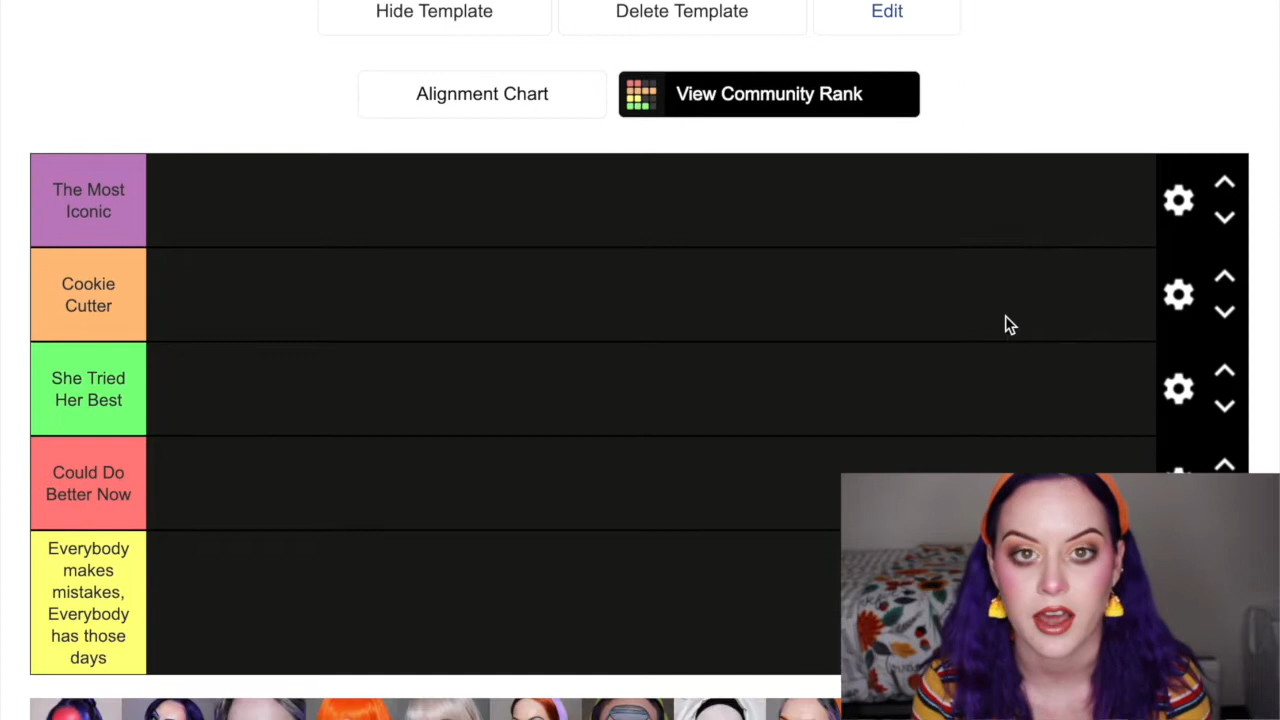 Hide Template
Delete Template
Edit
Alignment Chart
View Community Rank
The Most
Iconic
Cookie
Cutter
She Tried
Her Best
Could Do
Better Now
Everybody
makes
mistakes,
Everybody
has those
days